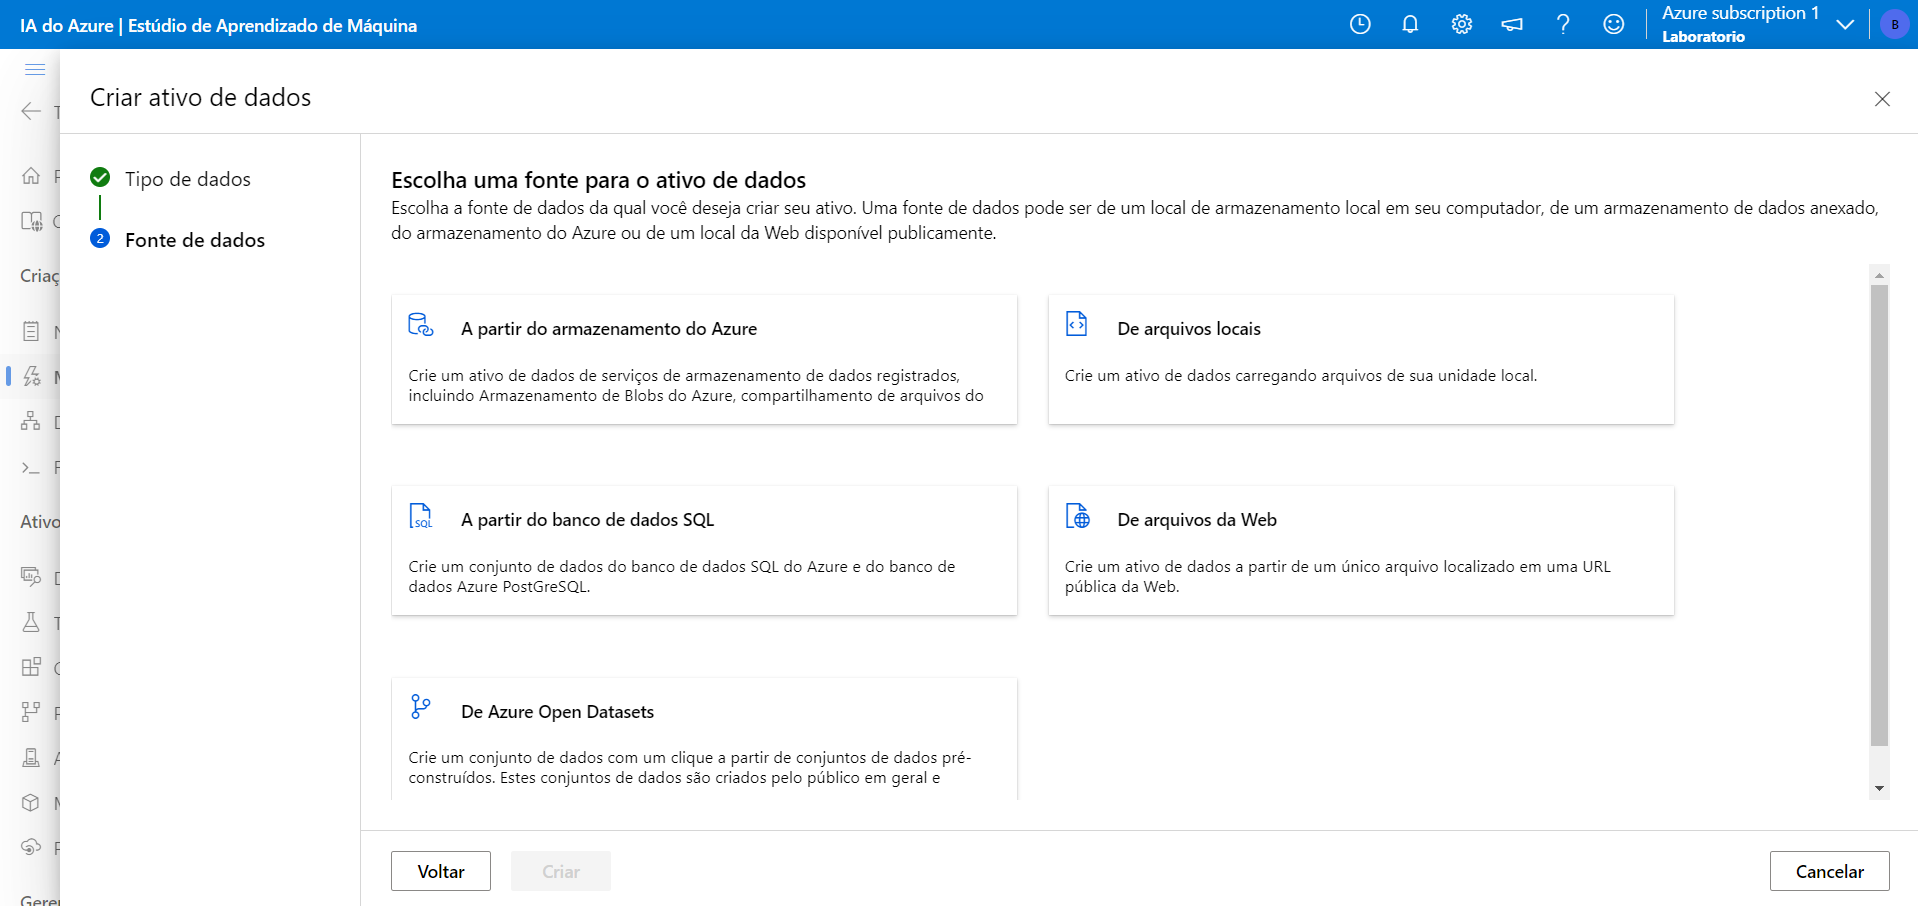 IA do Azure | Estúdio de Aprendizado de Máquina
Azure subscription 1
Laboratorio
B
Criar ativo de dados
Tipo de dados
2
Fonte de dados
Criaç
Ativo
Geren
Escolha uma fonte para o ativo de dados
Escolha a fonte de dados da qual você deseja criar seu ativo. Uma fonte de dados pode ser de um local de armazenamento local em seu computador, de um armazenamento de dados anexado,
do armazenamento do Azure ou de um local da Web disponível publicamente.
A partir do armazenamento do Azure
Crie um ativo de dados de serviços de armazenamento de dados registrados,
incluindo Armazenamento de Blobs do Azure, compartilhamento de arquivos do
De arquivos locais
Crie um ativo de dados carregando arquivos de sua unidade local.
SQL
A partir do banco de dados SQL
Crie um conjunto de dados do banco de dados SQL do Azure e do banco de
dados Azure PostGreSQL.
De arquivos da Web
Crie um ativo de dados a partir de um único arquivo localizado em uma URL
pública da Web.
De Azure Open Datasets
Crie um conjunto de dados com um clique a partir de conjuntos de dados pré-
construídos. Estes conjuntos de dados são criados pelo público em geral e
Voltar
Criar
Cancelar